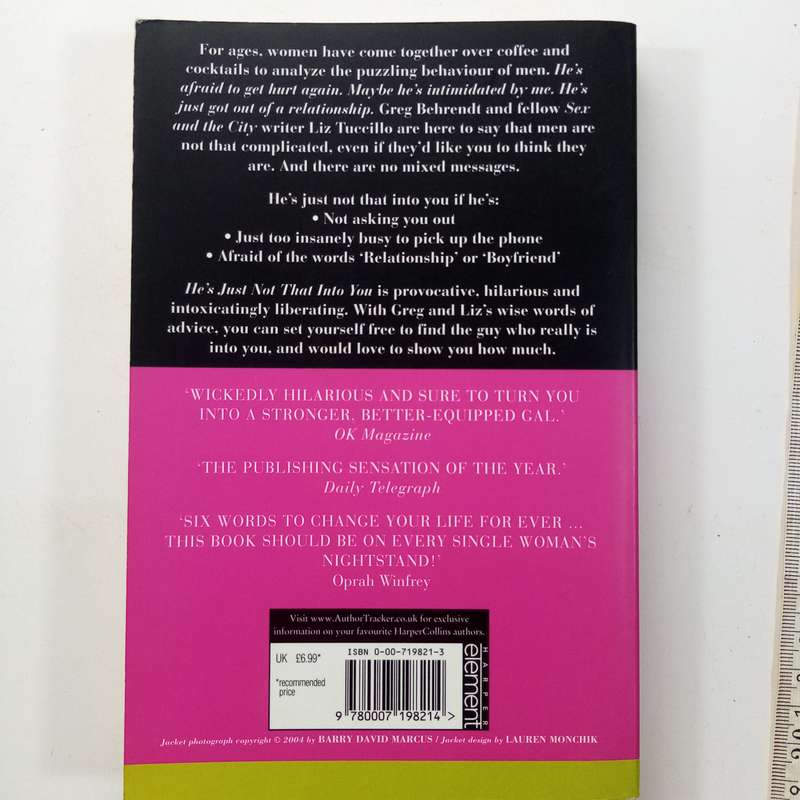 For ages, women have come together over coffee and
cocktails to analyze the puzzling behaviour of men. He's
afraid to get hurt again. Maybe he's intimidated by me. He's
just got out of a relationship. Greg Behrendt and fellow Sex
and the City writer Liz Tuccillo are here to say that men are
not that complicated, even if they'd like you to think they
are. And there are no mixed messages.
He's just not that into you if he's:
• Not asking you out
• Just too insanely busy to pick up the phone
• Afraid of the words 'Relationship' or 'Boyfriend'
He's Just Not That Into You is provocative, hilarious and
intoxicatingly liberating. With Greg and Liz's wise words of
advice, you can set yourself free to find the guy who really is
into you, and would love to show you how much.
'WICKEDLY HILARIOUS AND SURE TO TURN YOU
INTO A STRONGER, BETTER-EQUIPPED GAL.'
OK Magazine
'THE PUBLISHING SENSATION OF THE YEAR.'
Daily Telegraph
'SIX WORDS TO CHANGE YOUR LIFE FOR EVER ...
THIS BOOK SHOULD BE ON EVERY SINGLE WOMAN'S
NIGHTSTAND!'
Oprah Winfrey
Visit www.AuthorTracker.co.uk for exclusive
information on your favourite HarperCollins authors.
ISBN 0-00-719821-3
UK £6.99*
*recommended
price
9 780007 198214 >
HARPER
element
Jacket photograph copyright © 2004 by BARRY DAVID MARCUS / Jacket design by LAUREN MONCHIK